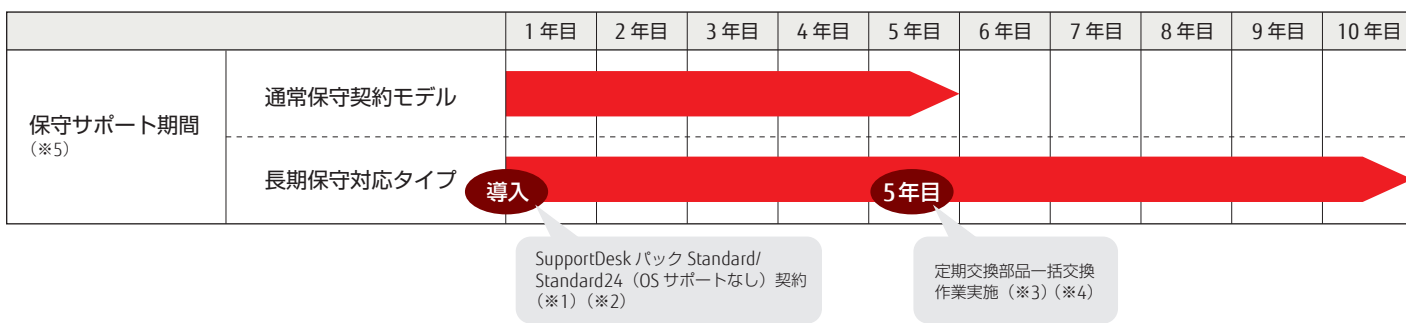 1年目 2年目 3年目 4年目 5年目 6年目 7年目 8年目 9年目 10年目
保守サポート期間
(※5)
通常保守契約モデル
長期保守対応タイプ
導入
5年目
SupportDesk パック Standard/
Standard24（OS サポートなし）契約
（※1）（※2）
定期交換部品一括交換
作業実施（※3）（※4）